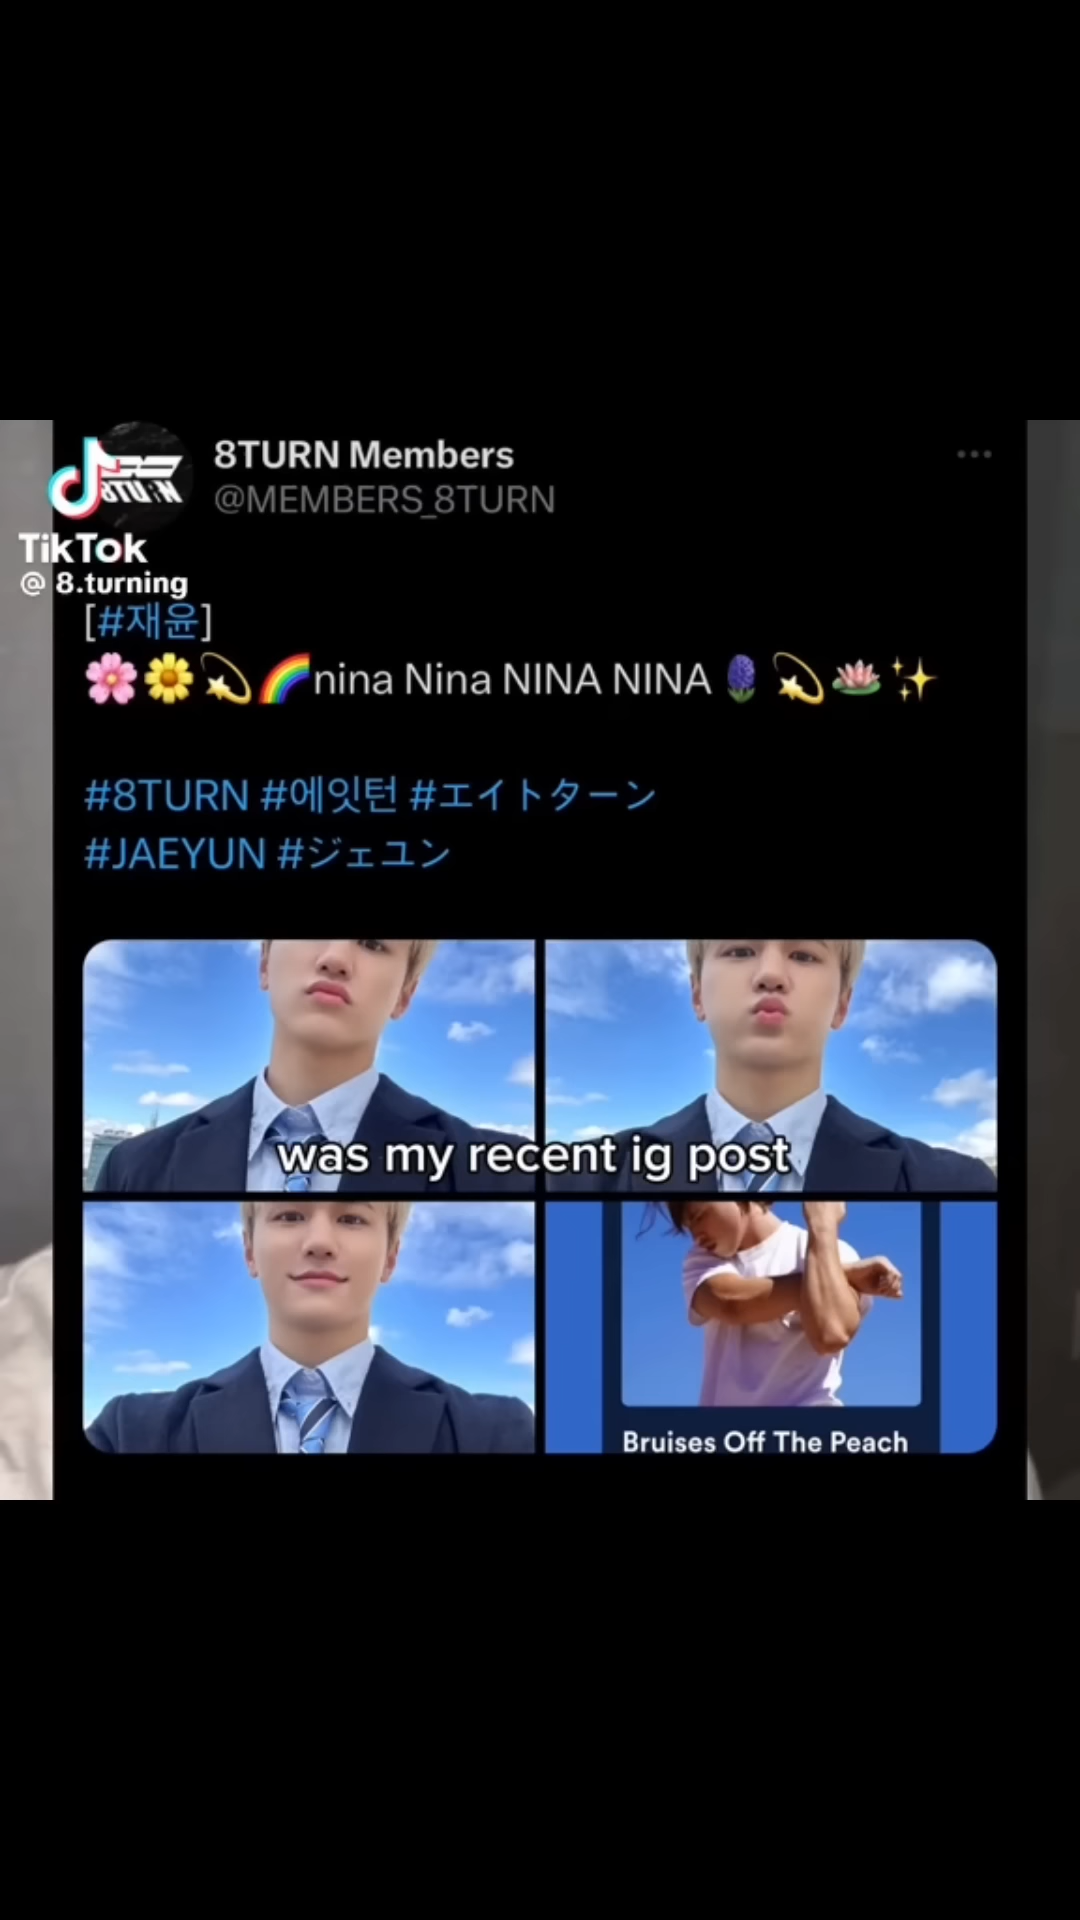 8TURN Members
@MEMBERS_8TURN
8TURN
TikTok
@ 8.turning
[#재윤]
🌸🌼💫🌈nina Nina NINA NINA🪻💫🪷✨
#8TURN #에잇턴 #エイトターン
#JAEYUN #ジェユン
was my recent ig post
Bruises Off The Peach